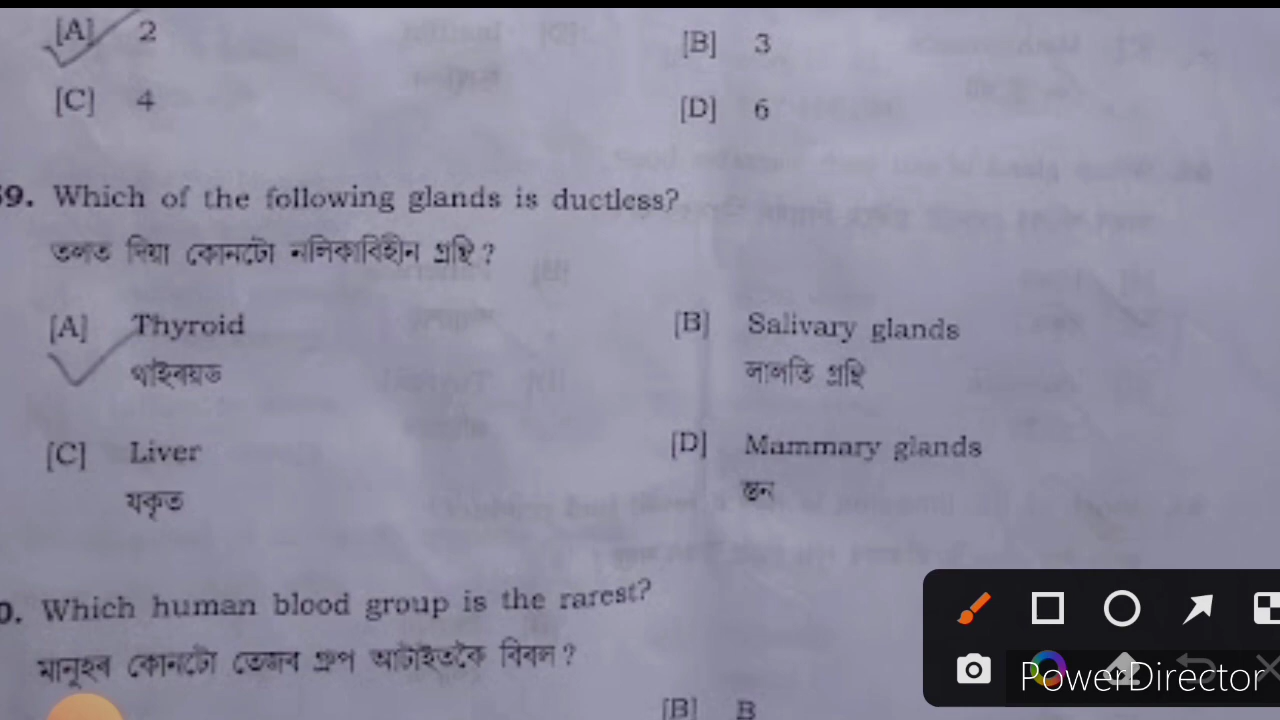 [A] 2 [B] 3
[C] 4 [D] 6
59. Which of the following glands is ductless?
তলত দিয়া কোনটো নলিকাবিহীন গ্ৰন্থি ?
[A] Thyroid [B] Salivary glands
থাইৰয়ড লালতি গ্ৰন্থি
[C] Liver [D] Mammary glands
যকৃত স্তন
0. Which human blood group is the rarest?
মানুহৰ কোনটো তেজৰ গ্ৰুপ আটাইতকৈ বিৰল ?
[B] B
PowerDirector